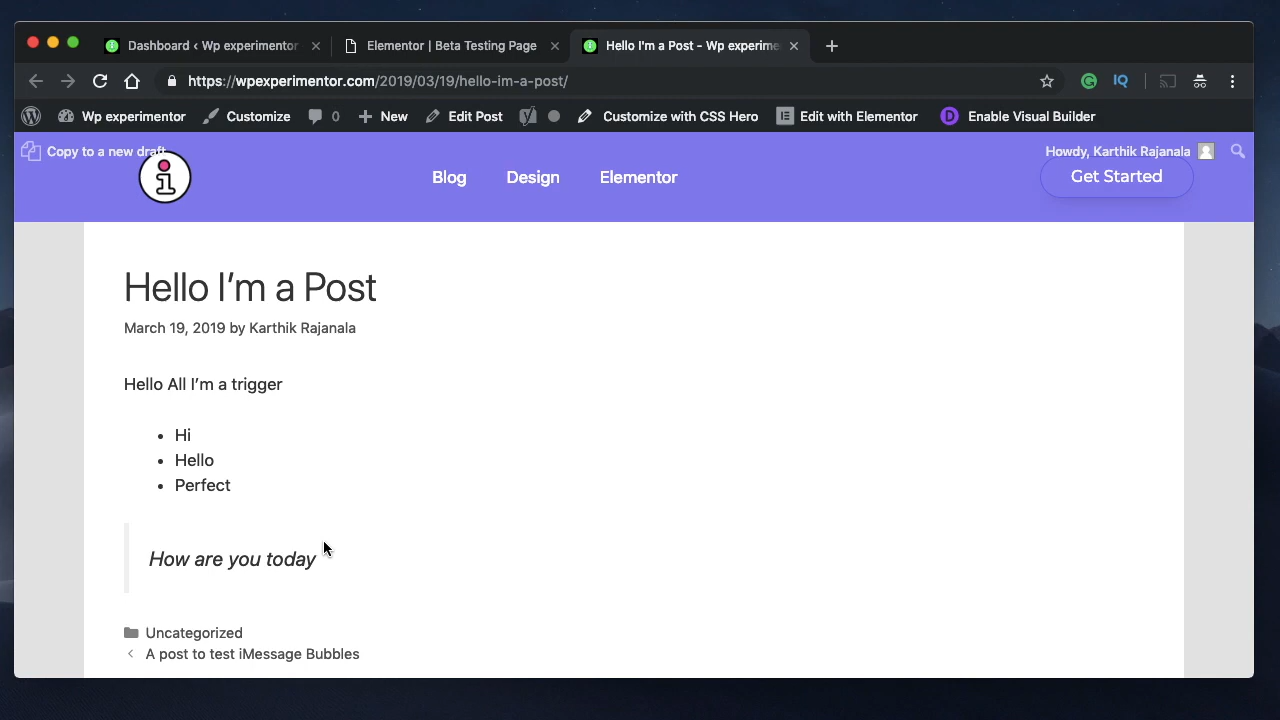 Dashboard ‹ Wp experimentor
Elementor | Beta Testing Page
Hello I'm a Post - Wp experime
https://wpexperimentor.com/2019/03/19/hello-im-a-post/
IQ
Wp experimentor
Customize
0
New
Edit Post
Customize with CSS Hero
Edit with Elementor
D
Enable Visual Builder
Copy to a new draft
Howdy, Karthik Rajanala
i
Blog
Design
Elementor
Get Started
Hello I'm a Post
March 19, 2019 by Karthik Rajanala
Hello All I'm a trigger
• Hi
• Hello
• Perfect
How are you today
Uncategorized
A post to test iMessage Bubbles